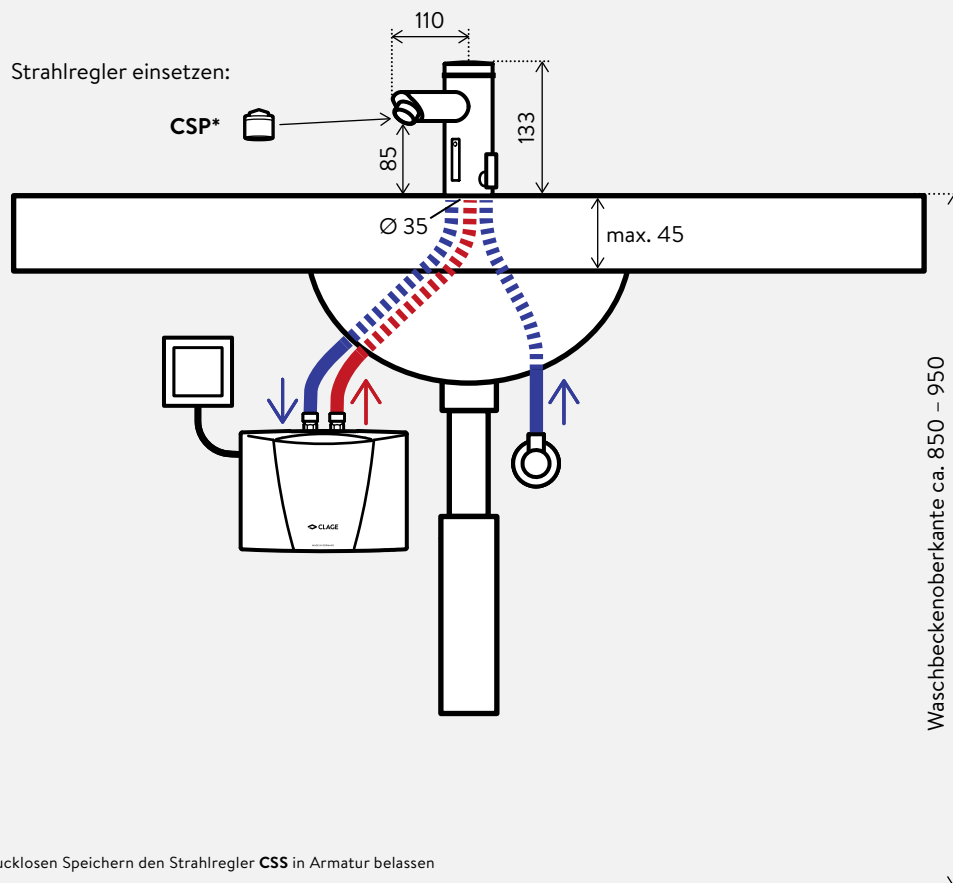 110
Strahlregler einsetzen:
CSP*
133
85
Ø 35
max. 45
CLAGE
Waschbeckenoberkante ca. 850 – 950
ucklosen Speichern den Strahlregler CSS in Armatur belassen